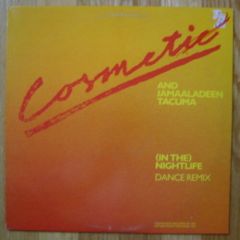 Cosmetic
AND
JAMAALADEEN
TACUMA
(IN THE)
NIGHTLIFE
DANCE REMIX